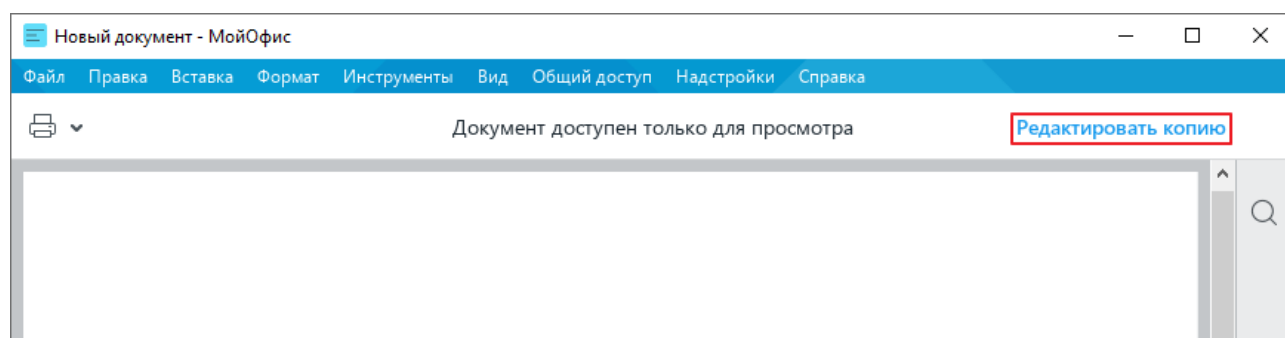 Новый документ - МойОфис
Файл Правка Вставка Формат Инструменты Вид Общий доступ Надстройки Справка
Документ доступен только для просмотра Редактировать копию